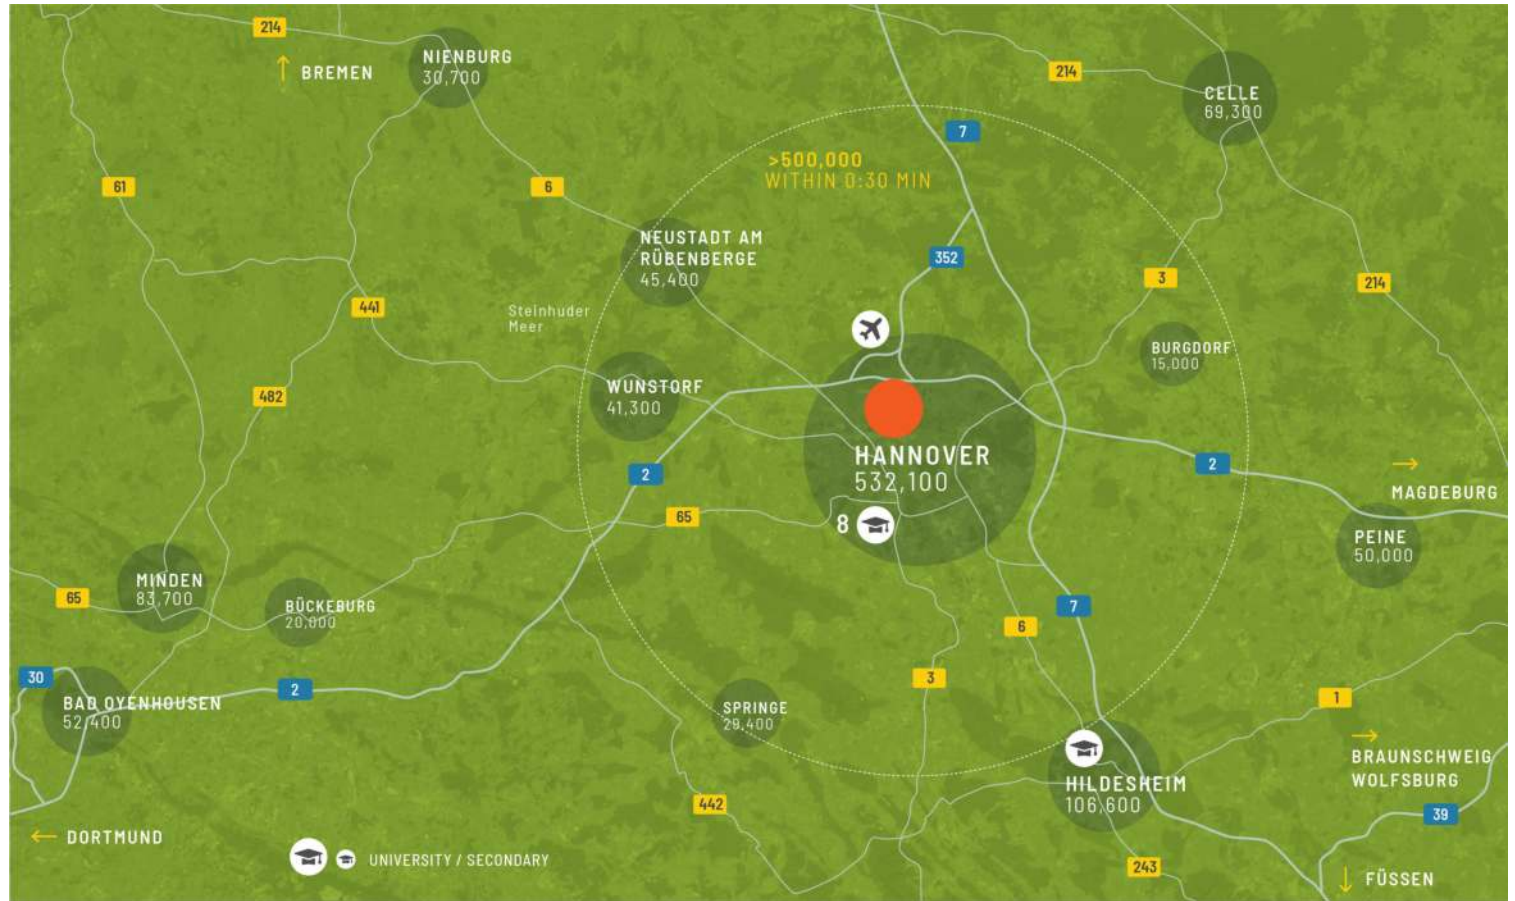 214
BREMEN
NIENBURG
30,700
214
CELLE
69,300
7
>500,000
WITHIN 0:30 MIN
61
6
NEUSTADT AM
RÜBENBERGE
45,400
352
3
214
441
Steinhuder
Meer
BURGDORF
15,000
482
WUNSTORF
41,300
HANNOVER
532,100
2
2
MAGDEBURG
65
8
PEINE
50,000
MINDEN
83,700
65
BÜCKEBURG
20,000
7
6
30
2
BAD OYENHOUSEN
52,400
3
SPRINGE
29,400
1
BRAUNSCHWEIG
WOLFSBURG
HILDESHEIM
106,600
442
39
DORTMUND
UNIVERSITY / SECONDARY
243
FÜSSEN